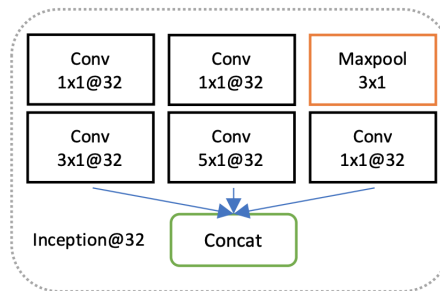 Conv
1x1@32
Conv
1x1@32
Maxpool
3x1
Conv
3x1@32
Conv
5x1@32
Conv
1x1@32
Inception@32
Concat